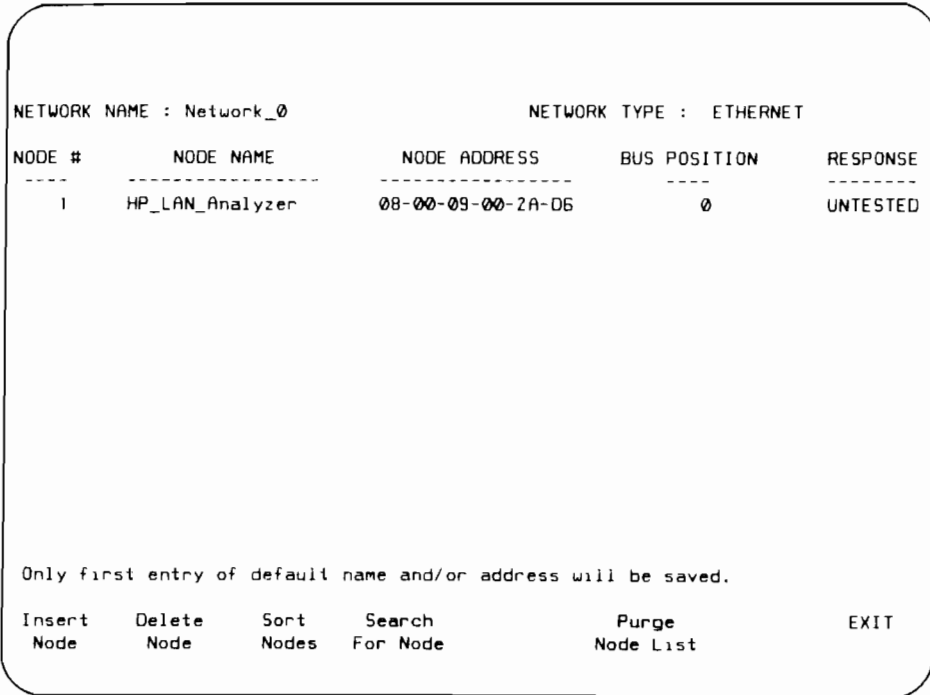 NETWORK NAME : Network_0 NETWORK TYPE : ETHERNET
NODE # NODE NAME NODE ADDRESS BUS POSITION RESPONSE
---- ----------------- ----------------- ---- --------
1 HP_LAN_Analyzer 08-00-09-00-2A-D6 0 UNTESTED
Only first entry of default name and/or address will be saved.
Insert Delete Sort Search Purge EXIT
Node Node Nodes For Node Node List